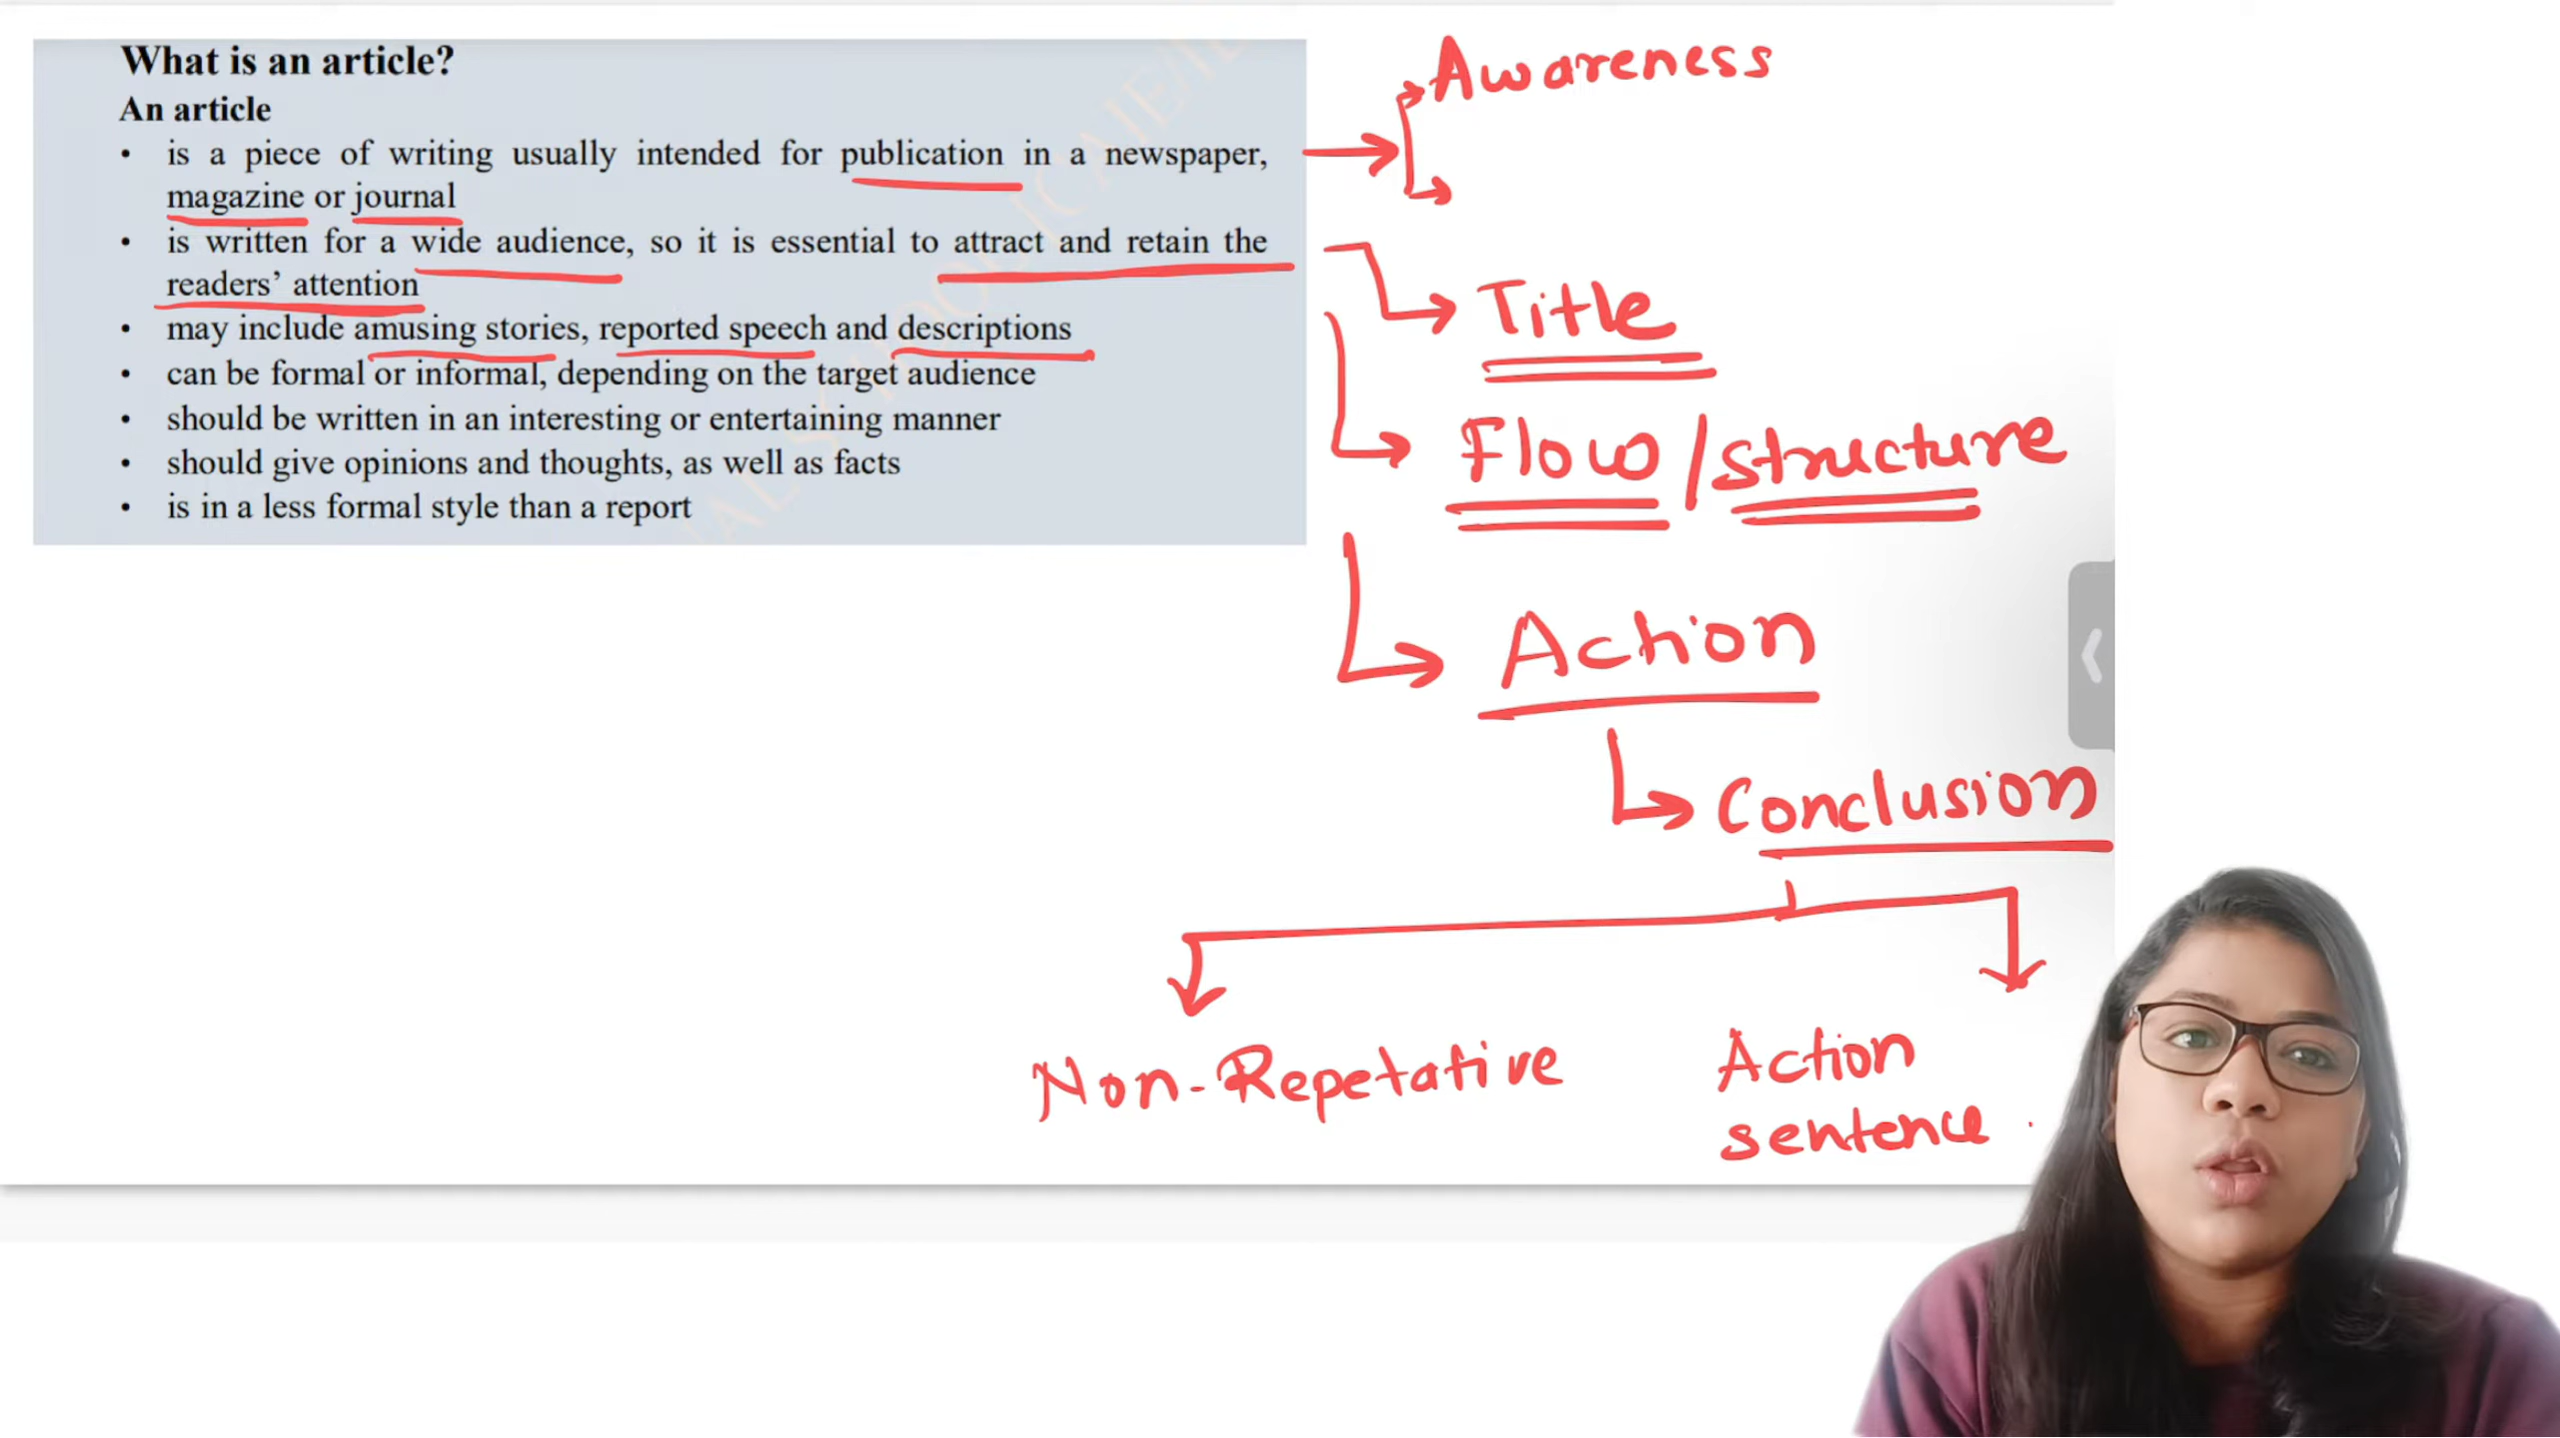 What is an article?
An article
• is a piece of writing usually intended for publication in a newspaper,
magazine or journal
• is written for a wide audience, so it is essential to attract and retain the
readers’ attention
• may include amusing stories, reported speech and descriptions
• can be formal or informal, depending on the target audience
• should be written in an interesting or entertaining manner
• should give opinions and thoughts, as well as facts
• is in a less formal style than a report
Awareness
Title
Flow / structure
Action
Conclusion
Non-Repetative
Action
sentence